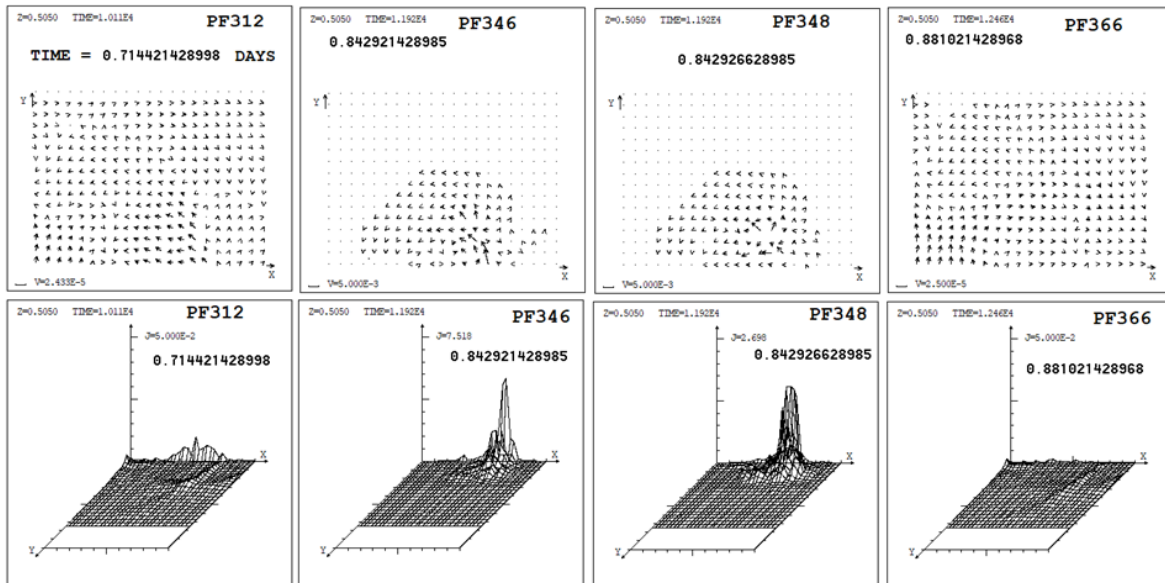 Z=0.5050 TIME=1.011E4 PF312
TIME = 0.714421428998 DAYS
Y
X
V=2.433E-5
Z=0.5050 TIME=1.192E4 PF346
0.842921428985
Y
X
V=5.000E-3
Z=0.5050 TIME=1.192E4 PF348
0.842926628985
Y
X
V=5.000E-3
Z=0.5050 TIME=1.246E4 PF366
0.881021428968
Y
X
V=2.500E-5
Z=0.5050 TIME=1.011E4 PF312
J=5.000E-2
0.714421428998
X
Y
Z=0.5050 TIME=1.192E4 PF346
J=7.518
0.842921428985
X
Y
Z=0.5050 TIME=1.192E4 PF348
J=2.698
0.842926628985
X
Y
Z=0.5050 TIME=1.246E4 PF366
J=5.000E-2
0.881021428968
X
Y